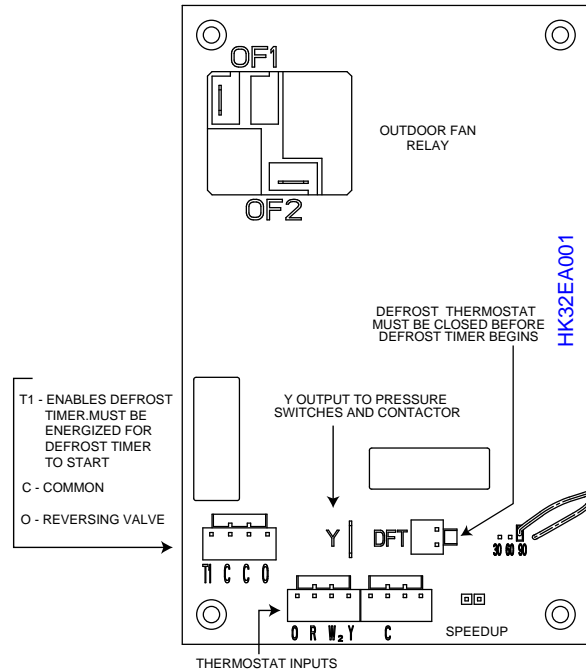 OF1
OUTDOOR FAN
RELAY
OF2
HK32EA001
DEFROST THERMOSTAT
MUST BE CLOSED BEFORE
DEFROST TIMER BEGINS
T1 - ENABLES DEFROST
TIMER.MUST BE
ENERGIZED FOR
DEFROST TIMER
TO START
C - COMMON
O - REVERSING VALVE
Y OUTPUT TO PRESSURE
SWITCHES AND CONTACTOR
Y
DFT
30 60 90
T1 C C O
O R W₂ Y C
SPEEDUP
THERMOSTAT INPUTS